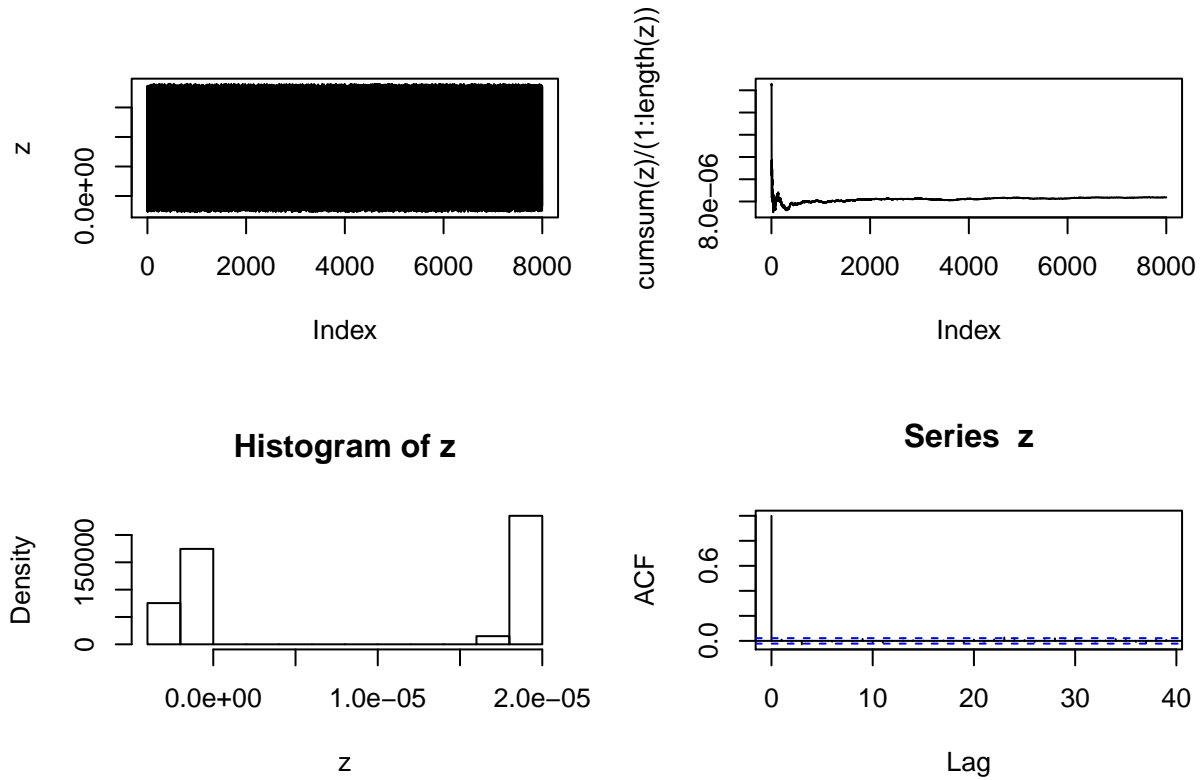 z
0.0e+00
0 2000 4000 6000 8000
Index
cumsum(z)/(1:length(z))
8.0e−06
0 2000 4000 6000 8000
Index
Histogram of z
Density
0 150000
0.0e+00 1.0e−05 2.0e−05
z
Series z
ACF
0.0 0.6
0 10 20 30 40
Lag